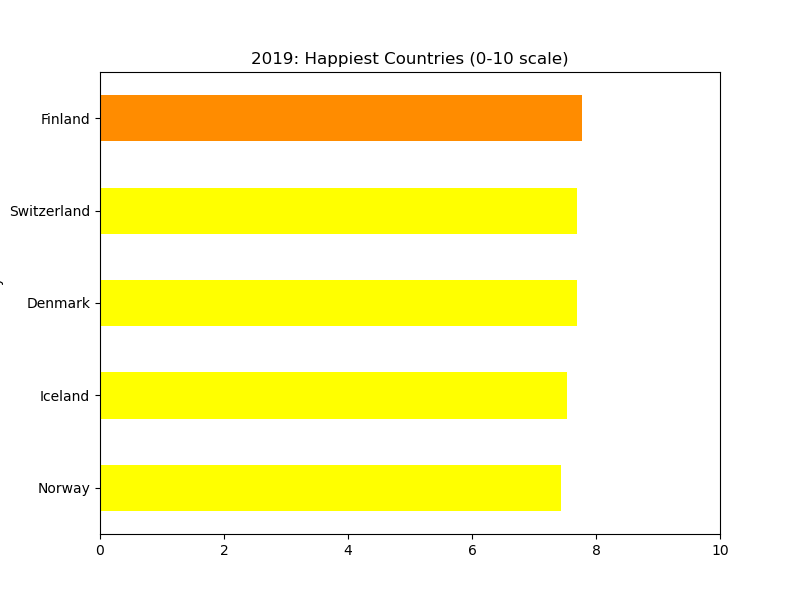 2019: Happiest Countries (0-10 scale)
Finland
Switzerland
Denmark
Iceland
Norway
0 2 4 6 8 10